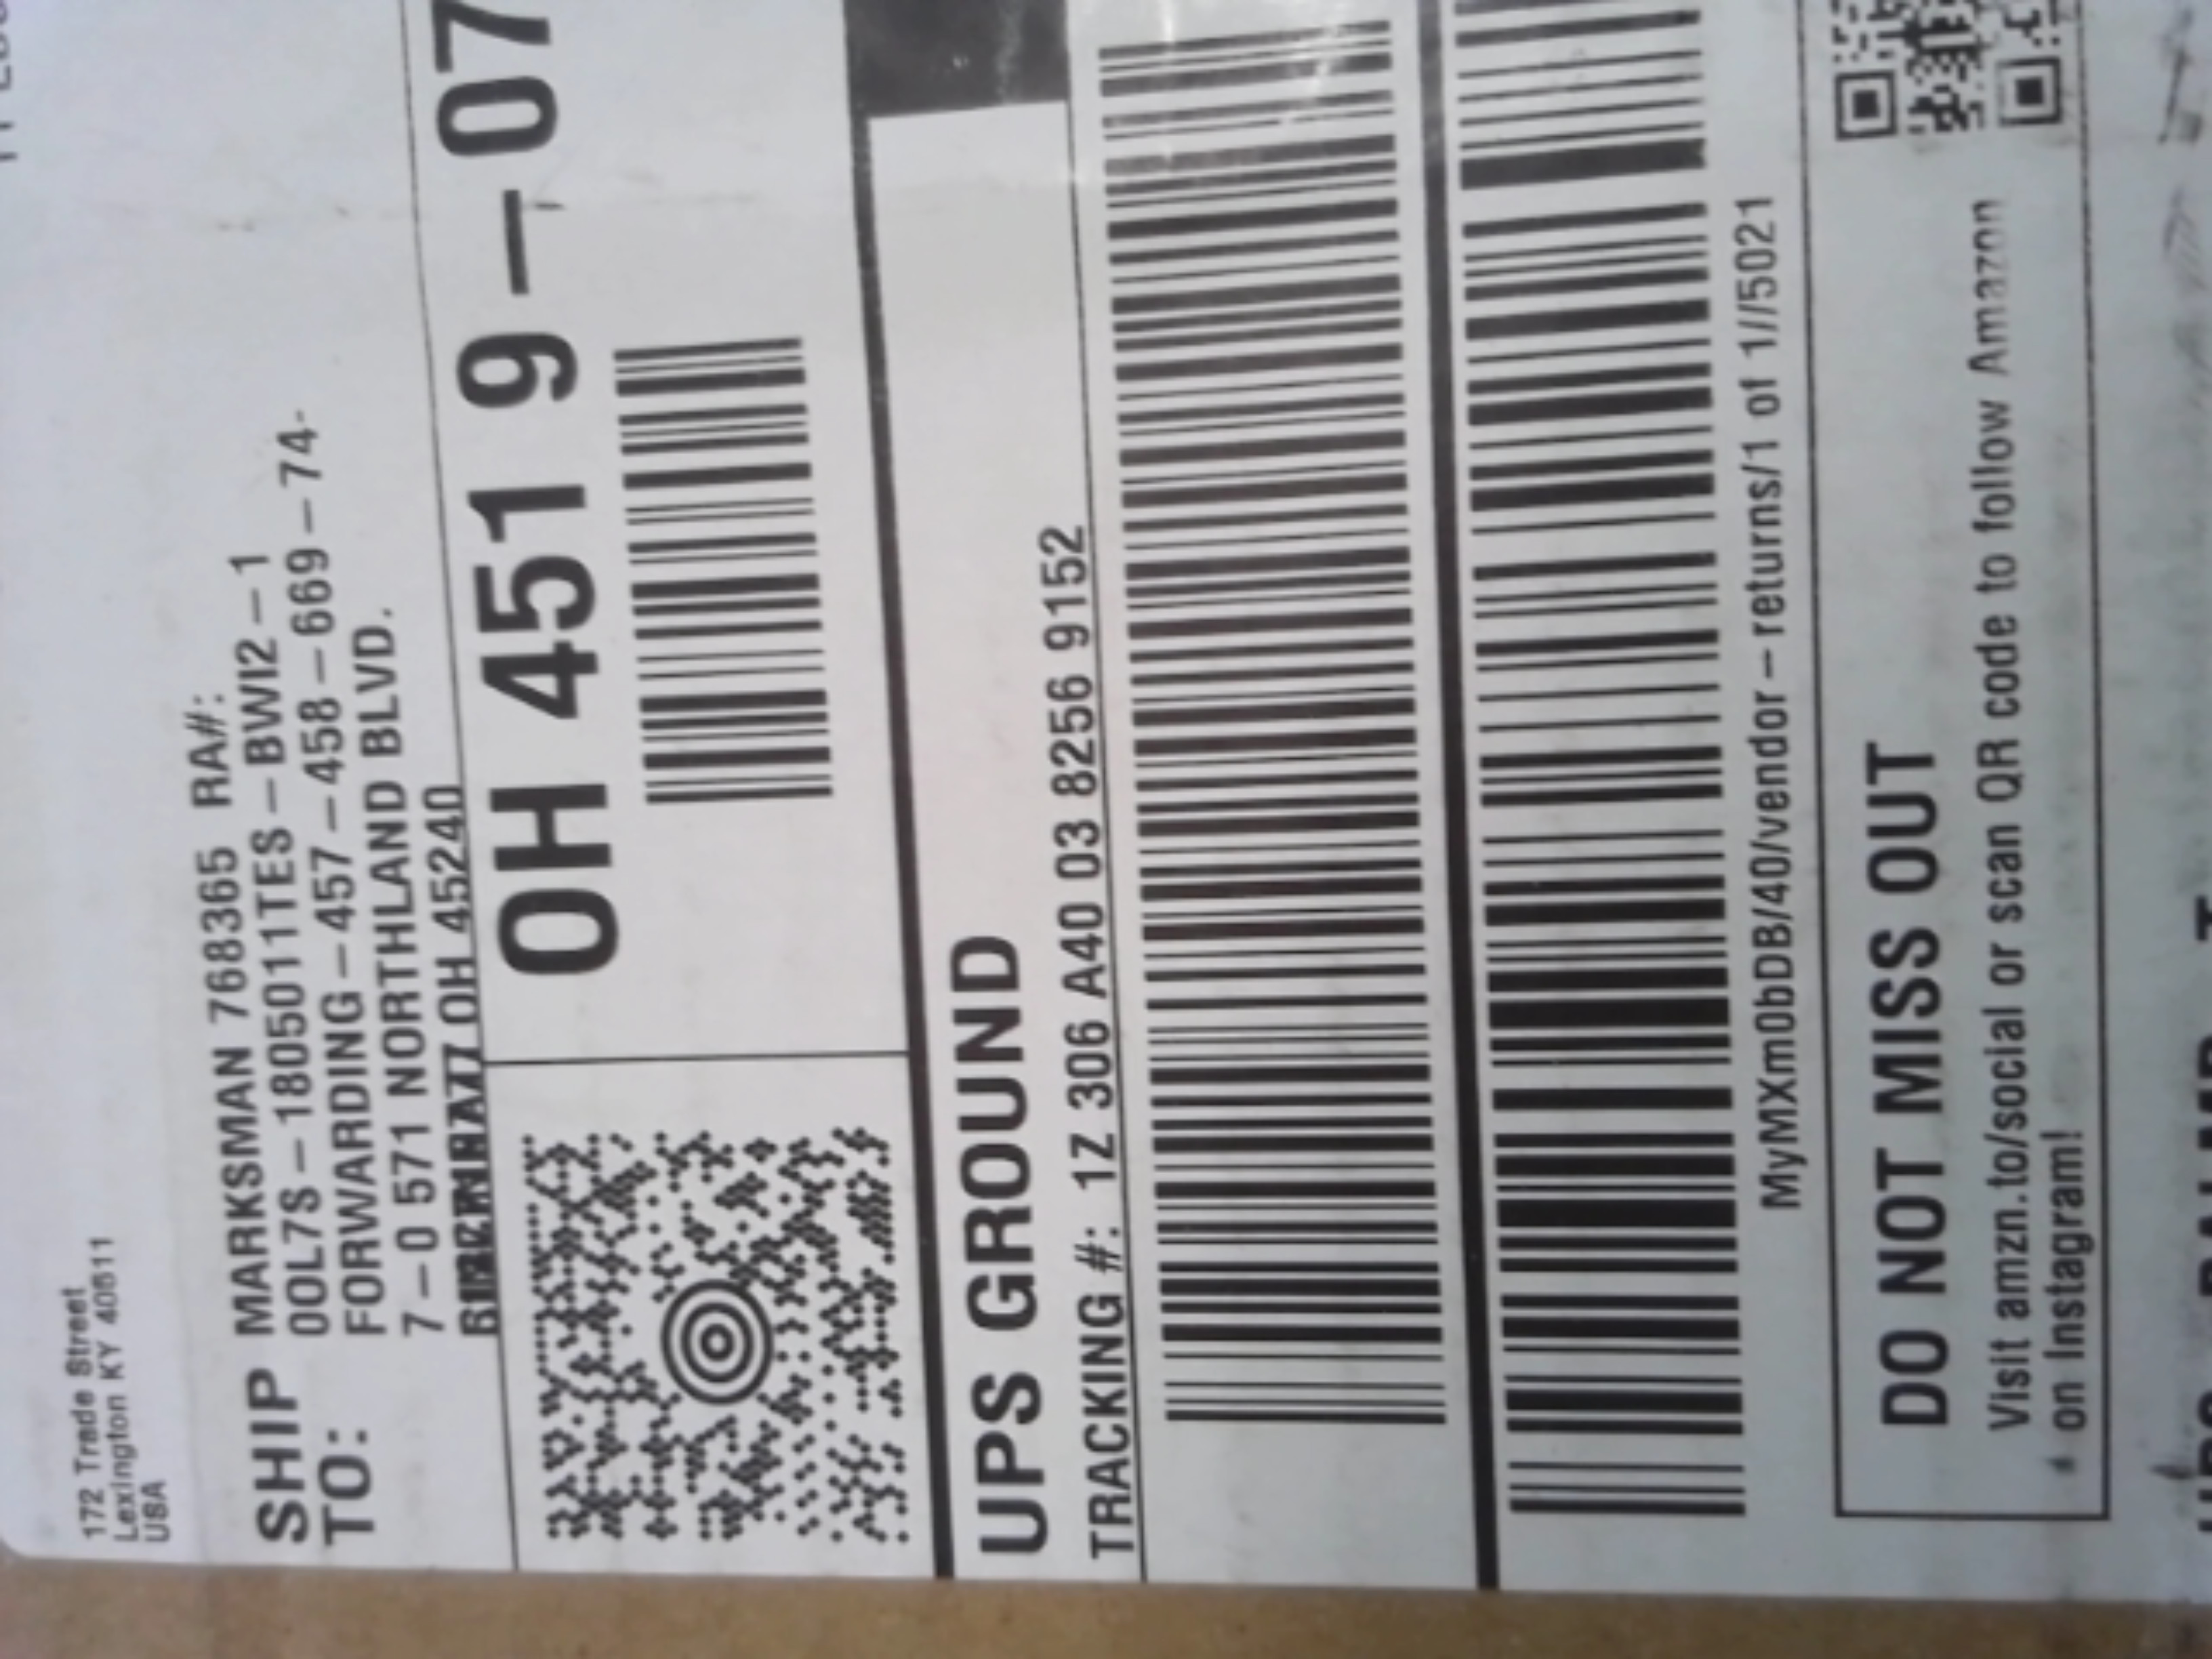 172 Trade Street
Lexington KY 40511
USA
SHIP TO:
MARKSMAN 768365 RA#:
00L7S-1805011TES-BWI2-1
FORWARDING-457-458-669-74-
7-0 571 NORTHLAND BLVD.
OH 45240
OH 451 9-07
UPS GROUND
TRACKING #: 1Z 306 A40 03 8256 9152
MyMXm0bDB/40/vendor-returns/1 of 1//5021
DO NOT MISS OUT
Visit amzn.to/social or scan QR code to follow Amazon
on Instagram!